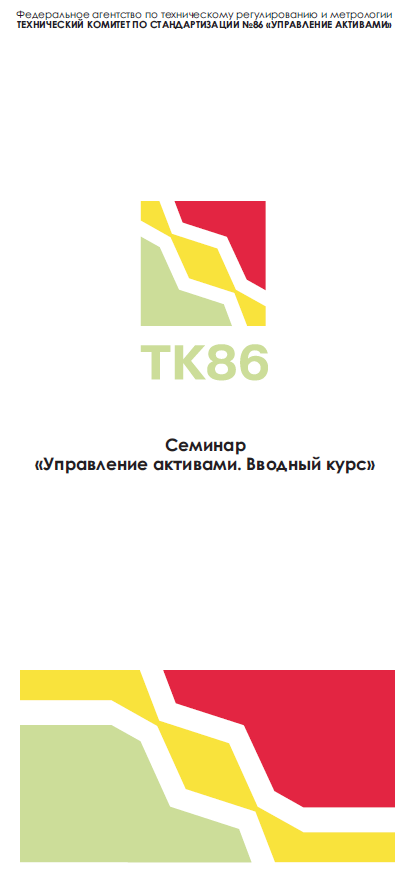 Федеральное агентство по техническому регулированию и метрологии
ТЕХНИЧЕСКИЙ КОМИТЕТ ПО СТАНДАРТИЗАЦИИ №86 «УПРАВЛЕНИЕ АКТИВАМИ»
ТК86
Семинар
«Управление активами. Вводный курс»